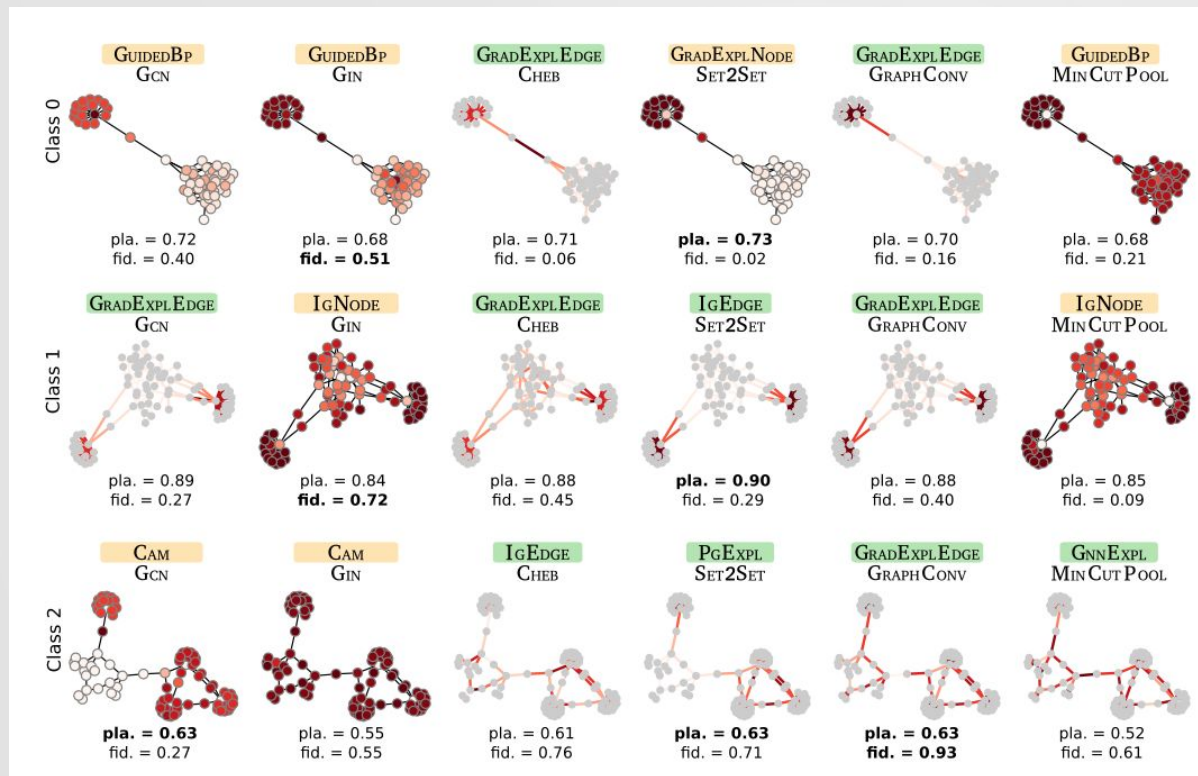 GUIDEDBP GUIDEDBP GRADEXPLEDGE GRADEXPLNODE GRADEXPLEDGE GUIDEDBP
GCN GIN CHEB SET2SET GRAPHCONV MINCUTPOOL
Class 0
pla. = 0.72 pla. = 0.68 pla. = 0.71 pla. = 0.73 pla. = 0.70 pla. = 0.68
fid. = 0.40 fid. = 0.51 fid. = 0.06 fid. = 0.02 fid. = 0.16 fid. = 0.21
GRADEXPLEDGE IGNODE GRADEXPLEDGE IGEDGE GRADEXPLEDGE IGNODE
GCN GIN CHEB SET2SET GRAPHCONV MINCUTPOOL
Class 1
pla. = 0.89 pla. = 0.84 pla. = 0.88 pla. = 0.90 pla. = 0.88 pla. = 0.85
fid. = 0.27 fid. = 0.72 fid. = 0.45 fid. = 0.29 fid. = 0.40 fid. = 0.09
CAM CAM IGEDGE PGEXPL GRADEXPLEDGE GNNEXPL
GCN GIN CHEB SET2SET GRAPHCONV MINCUTPOOL
Class 2
pla. = 0.63 pla. = 0.55 pla. = 0.61 pla. = 0.63 pla. = 0.63 pla. = 0.52
fid. = 0.27 fid. = 0.55 fid. = 0.76 fid. = 0.71 fid. = 0.93 fid. = 0.61